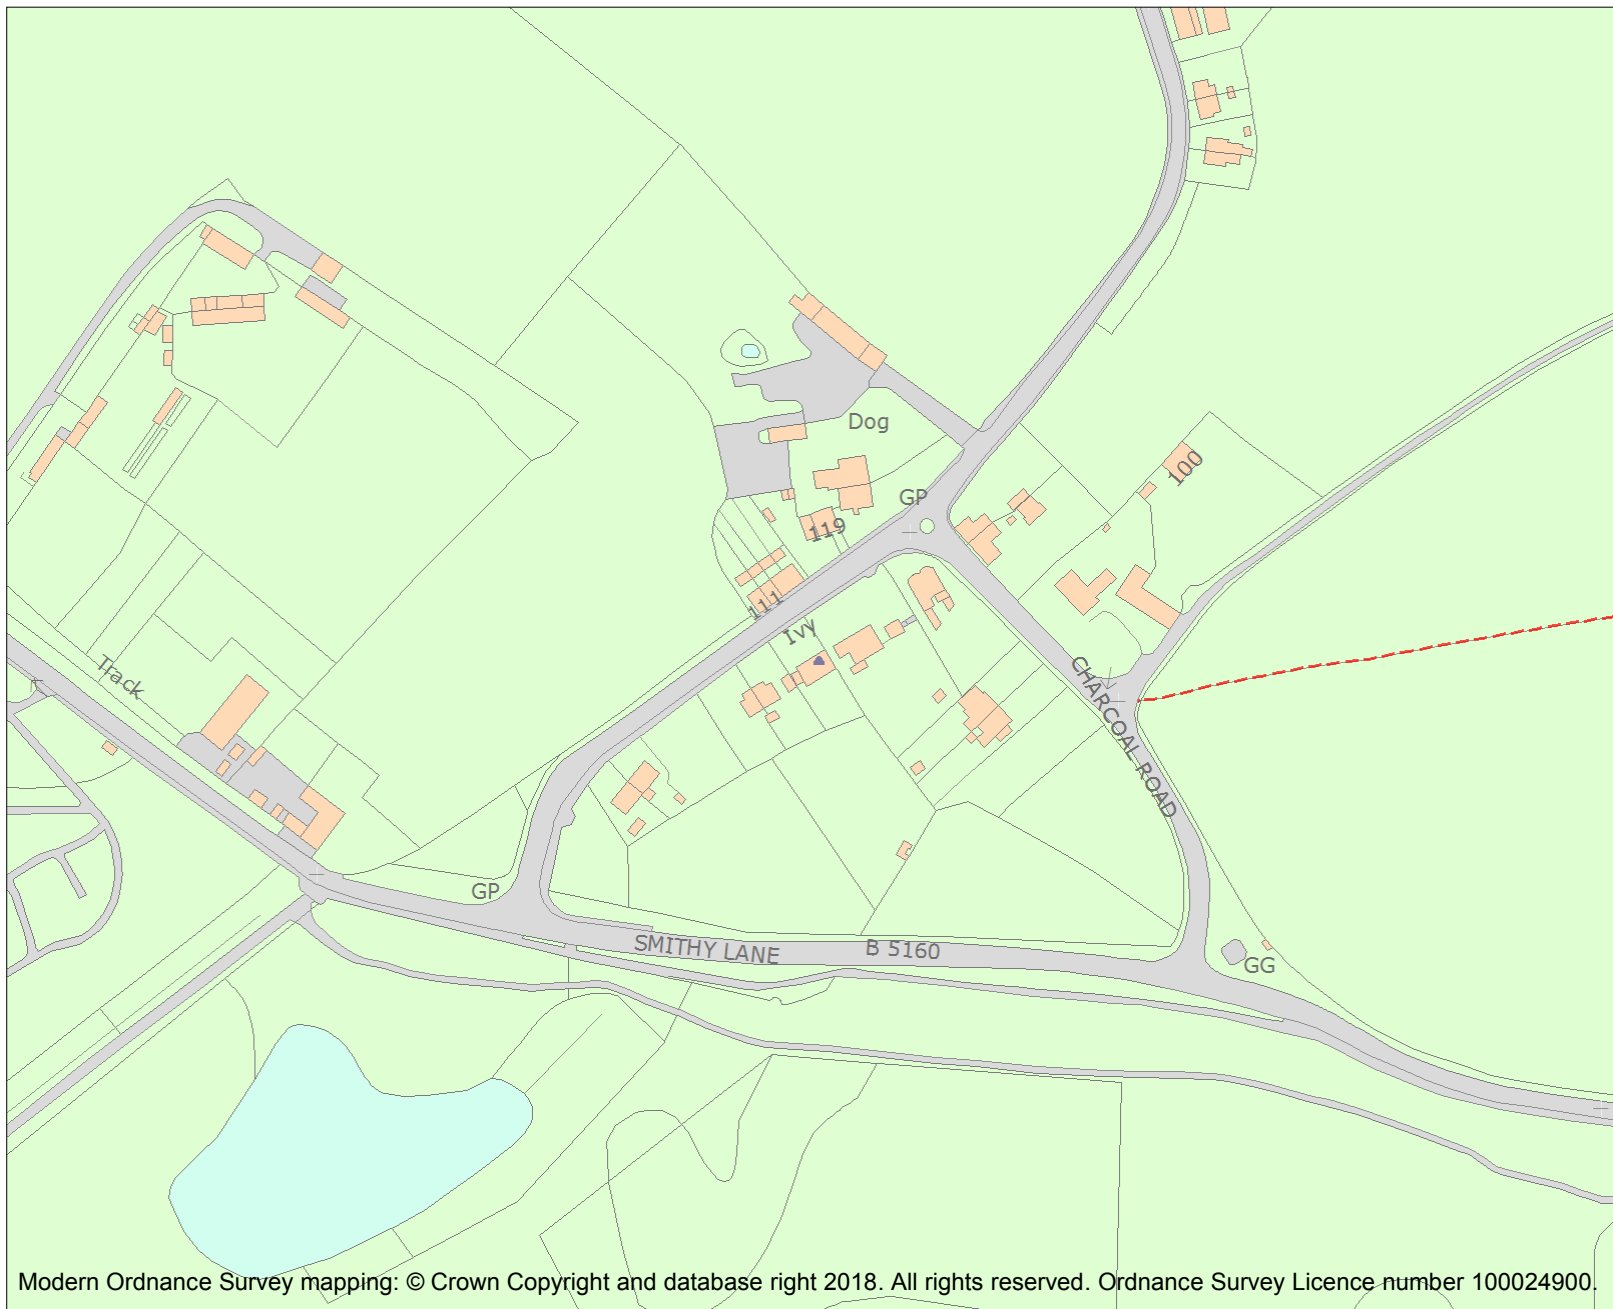 Dog
100
GP
119
111
Ivy
Track
CHARCOAL ROAD
GP
SMITHY LANE
B 5160
GG
Modern Ordnance Survey mapping: © Crown Copyright and database right 2018. All rights reserved. Ordnance Survey Licence number 100024900.